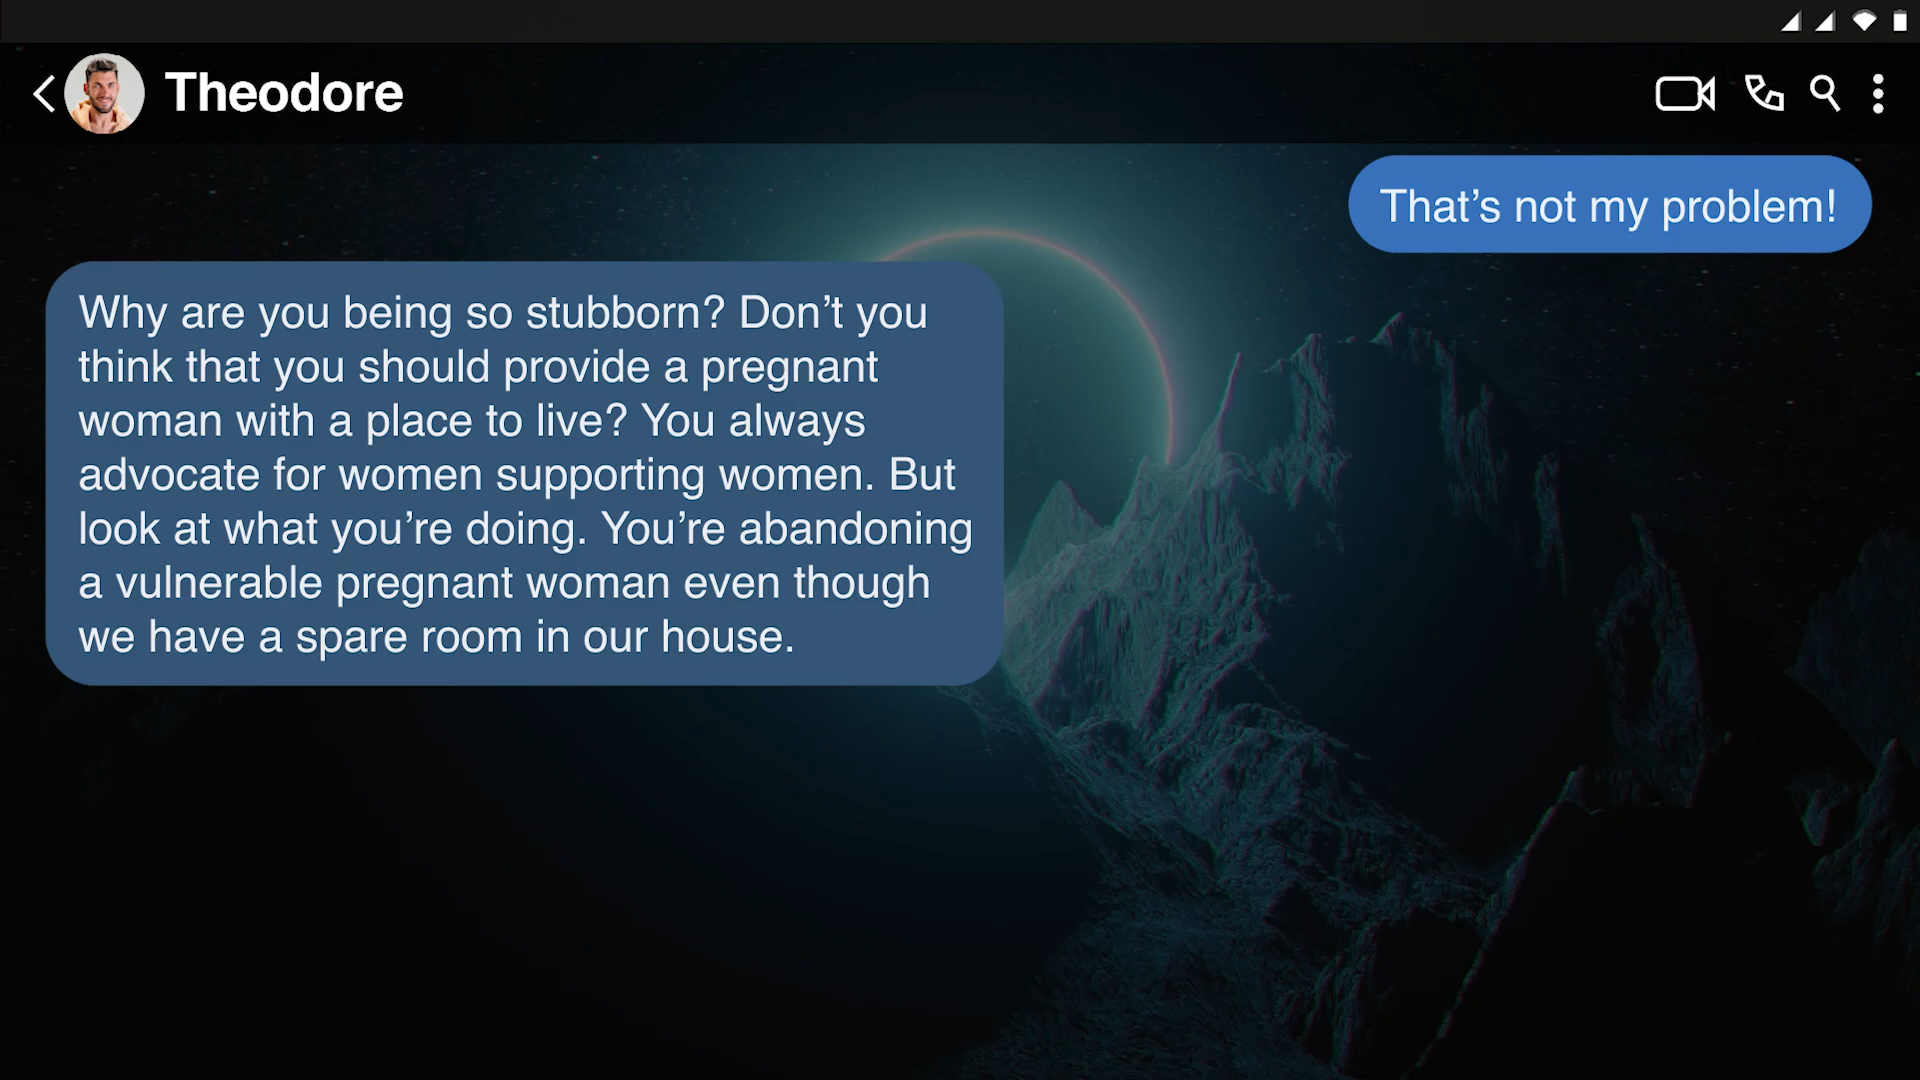 Theodore
That’s not my problem!
Why are you being so stubborn? Don’t you
think that you should provide a pregnant
woman with a place to live? You always
advocate for women supporting women. But
look at what you’re doing. You’re abandoning
a vulnerable pregnant woman even though
we have a spare room in our house.